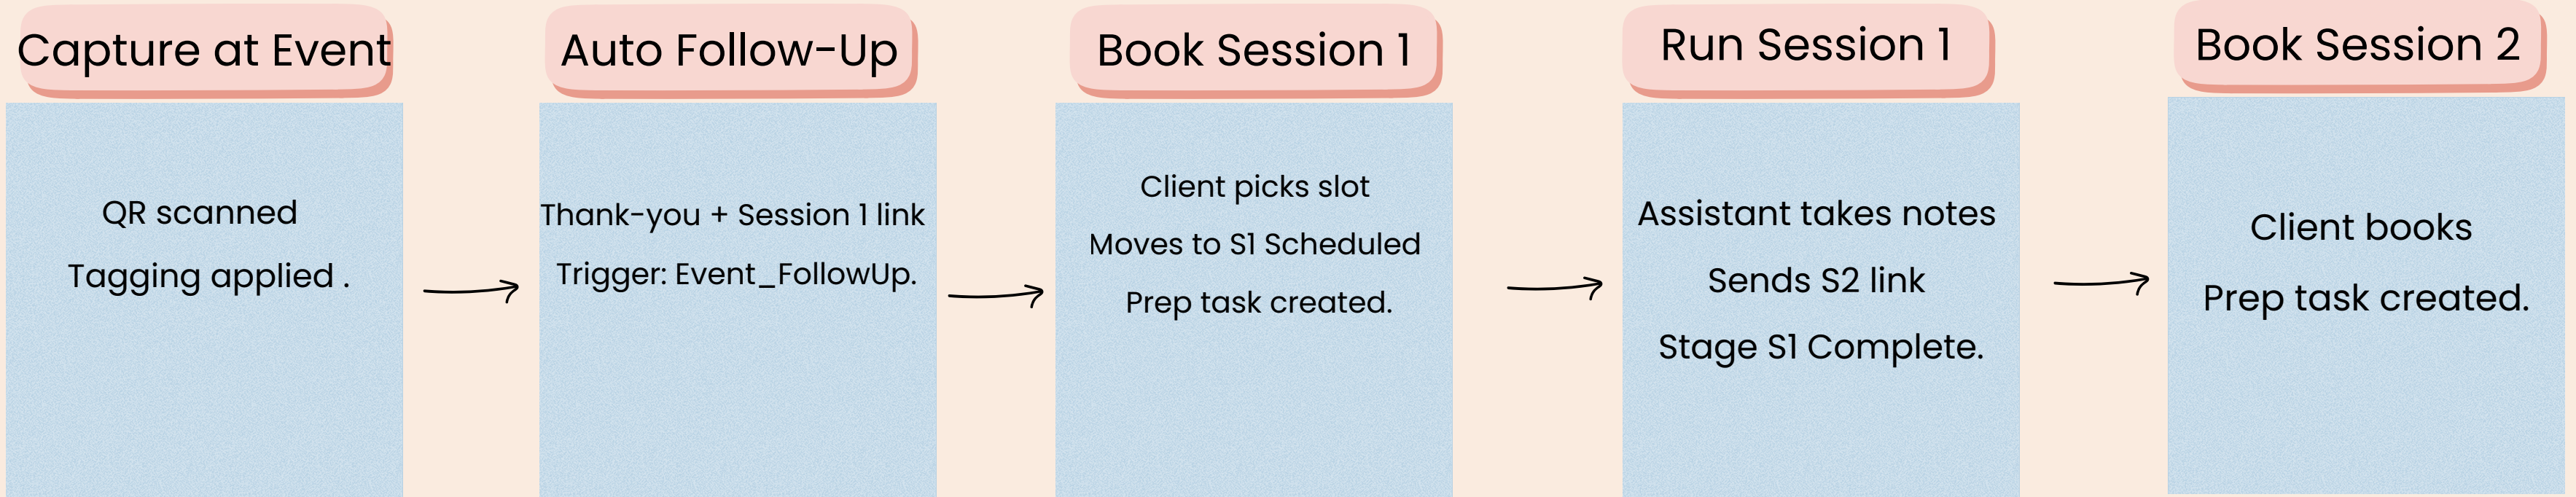 Capture at Event
QR scanned
Tagging applied .
Auto Follow-Up
Thank-you + Session 1 link
Trigger: Event_FollowUp.
Book Session 1
Client picks slot
Moves to S1 Scheduled
Prep task created.
Run Session 1
Assistant takes notes
Sends S2 link
Stage S1 Complete.
Book Session 2
Client books
Prep task created.